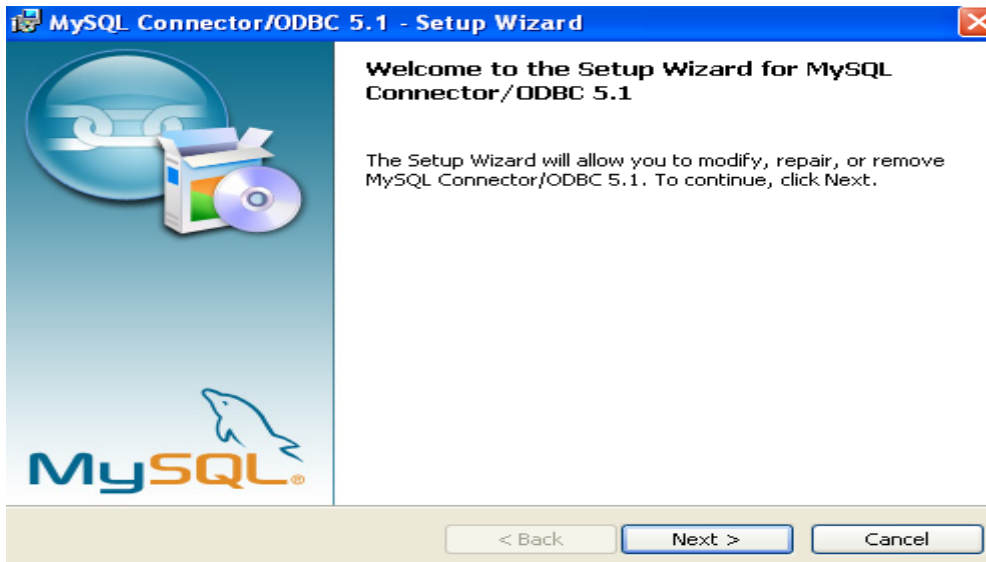 MySQL Connector/ODBC 5.1 - Setup Wizard
Welcome to the Setup Wizard for MySQL
Connector/ODBC 5.1
The Setup Wizard will allow you to modify, repair, or remove
MySQL Connector/ODBC 5.1. To continue, click Next.
MySQL®
< Back
Next >
Cancel